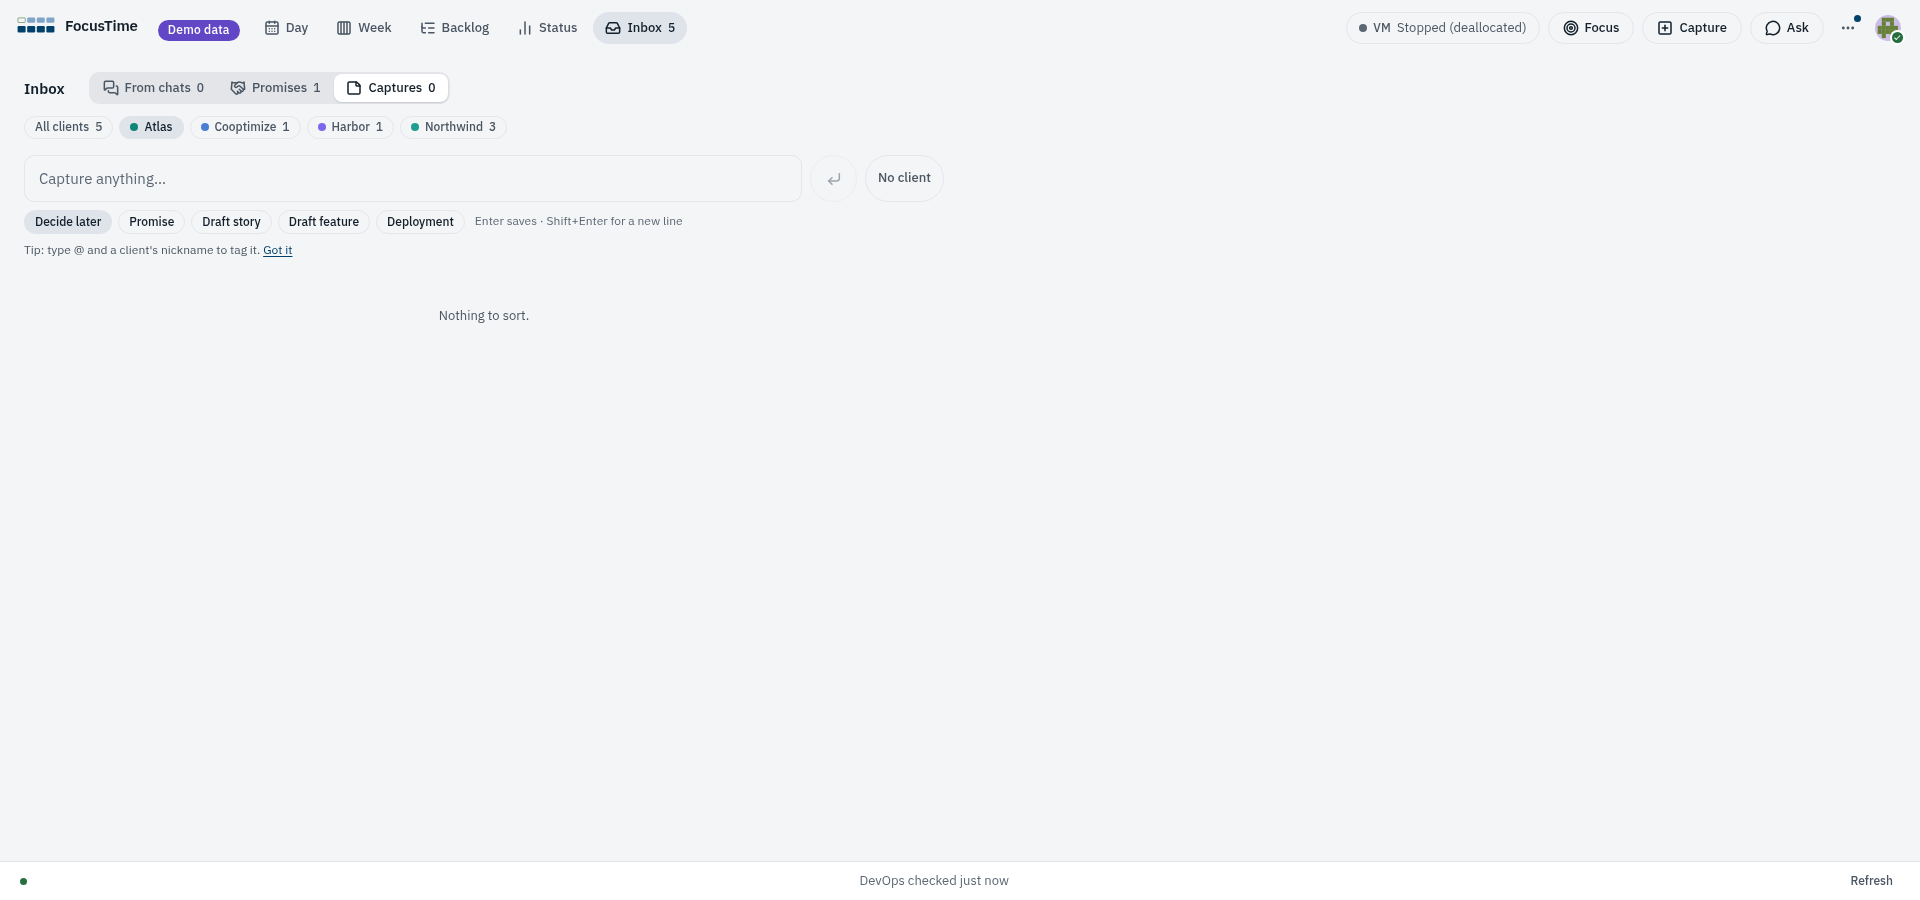 FocusTime
Demo data
Day
Week
Backlog
Status
Inbox 5
VM Stopped (deallocated)
Focus
Capture
Ask
Inbox
From chats 0
Promises 1
Captures 0
All clients 5
Atlas
Cooptimize 1
Harbor 1
Northwind 3
Capture anything...
No client
Decide later
Promise
Draft story
Draft feature
Deployment
Enter saves · Shift+Enter for a new line
Tip: type @ and a client's nickname to tag it. Got it
Nothing to sort.
DevOps checked just now
Refresh